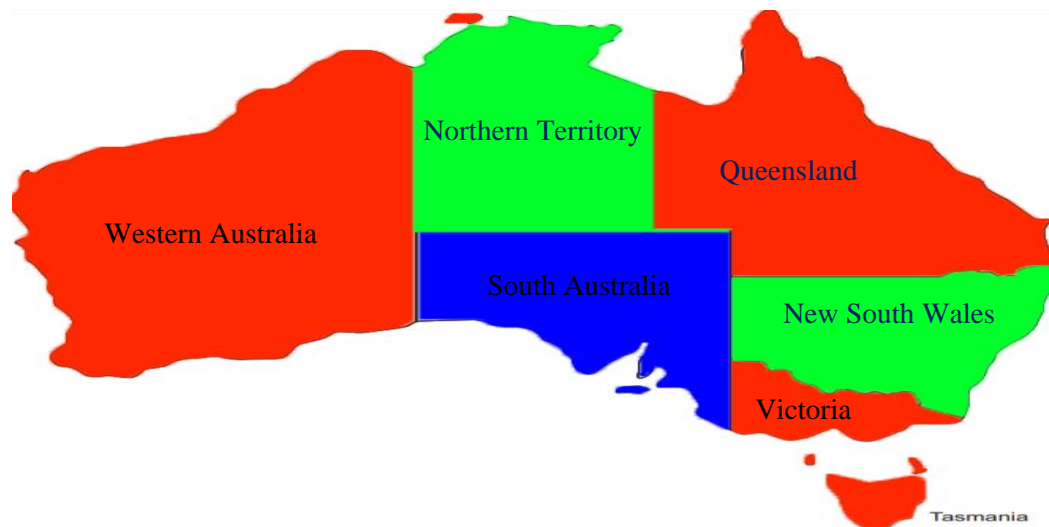 Northern Territory
Queensland
Western Australia
South Australia
New South Wales
Victoria
Tasmania